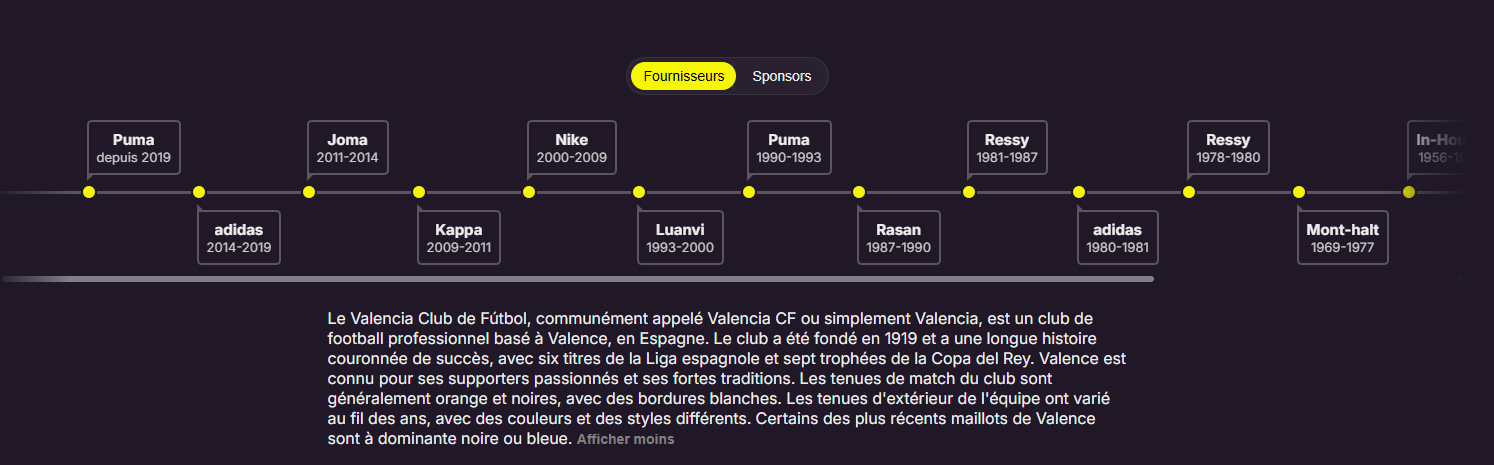 Fournisseurs Sponsors
Puma
depuis 2019
Joma
2011-2014
Nike
2000-2009
Puma
1990-1993
Ressy
1981-1987
Ressy
1978-1980
adidas
2014-2019
Kappa
2009-2011
Luanvi
1993-2000
Rasan
1987-1990
adidas
1980-1981
Mont-halt
1969-1977
Le Valencia Club de Fútbol, communément appelé Valencia CF ou simplement Valencia, est un club de
football professionnel basé à Valence, en Espagne. Le club a été fondé en 1919 et a une longue histoire
couronnée de succès, avec six titres de la Liga espagnole et sept trophées de la Copa del Rey. Valence est
connu pour ses supporters passionnés et ses fortes traditions. Les tenues de match du club sont
généralement orange et noires, avec des bordures blanches. Les tenues d'extérieur de l'équipe ont varié
au fil des ans, avec des couleurs et des styles différents. Certains des plus récents maillots de Valence
sont à dominante noire ou bleue. Afficher moins